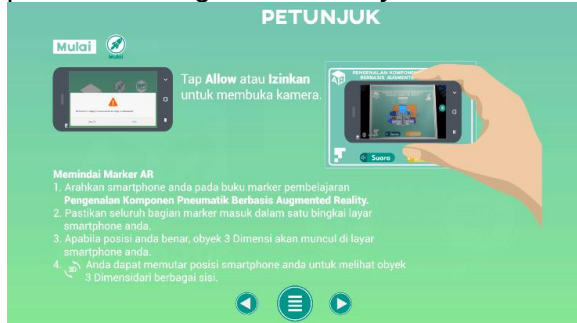 PETUNJUK
Mulai
Mulai
Tap Allow atau Izinkan
untuk membuka kamera.
PENGENALAN KOMPONEN
BERBASIS AUGMENTED
Suara
Memindai Marker AR
1. Arahkan smartphone anda pada buku marker pembelajaran
Pengenalan Komponen Pneumatik Berbasis Augmented Reality.
2. Pastikan seluruh bagian marker masuk dalam satu bingkai layar
smartphone anda.
3. Apabila posisi anda benar, obyek 3 Dimensi akan muncul di layar
smartphone anda.
4. 3D Anda dapat memutar posisi smartphone anda untuk melihat obyek
3 Dimensidari berbagai sisi.